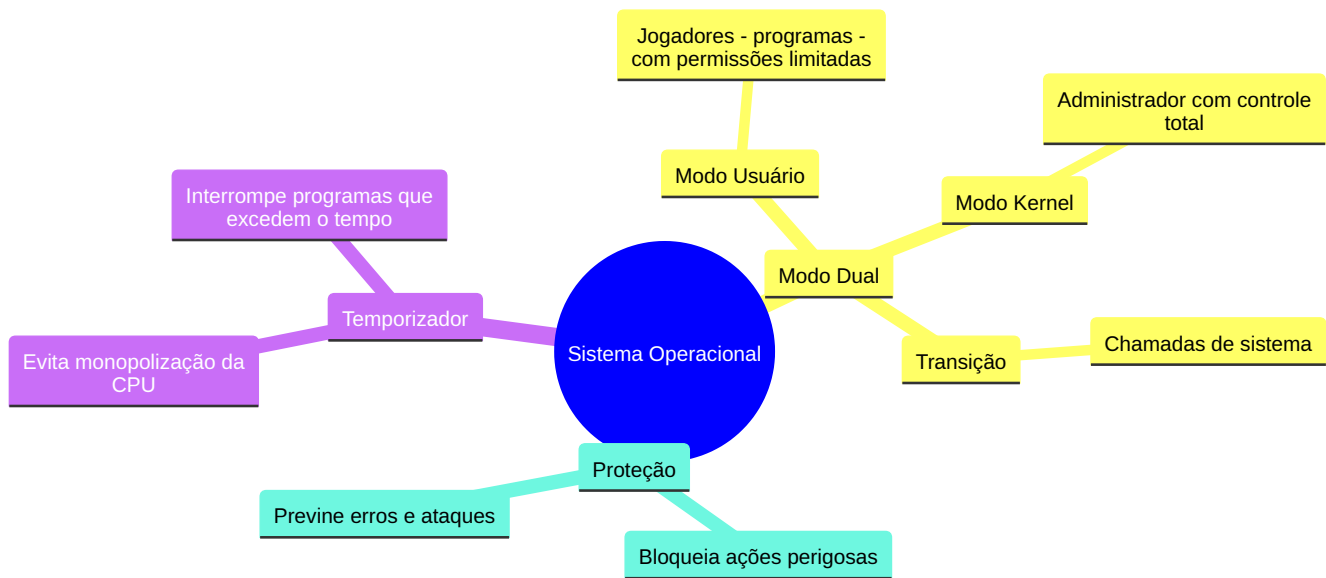 Sistema Operacional
Modo Dual
Modo Usuário
Jogadores - programas -
com permissões limitadas
Modo Kernel
Administrador com controle
total
Transição
Chamadas de sistema
Temporizador
Interrompe programas que
excedem o tempo
Evita monopolização da
CPU
Proteção
Previne erros e ataques
Bloqueia ações perigosas